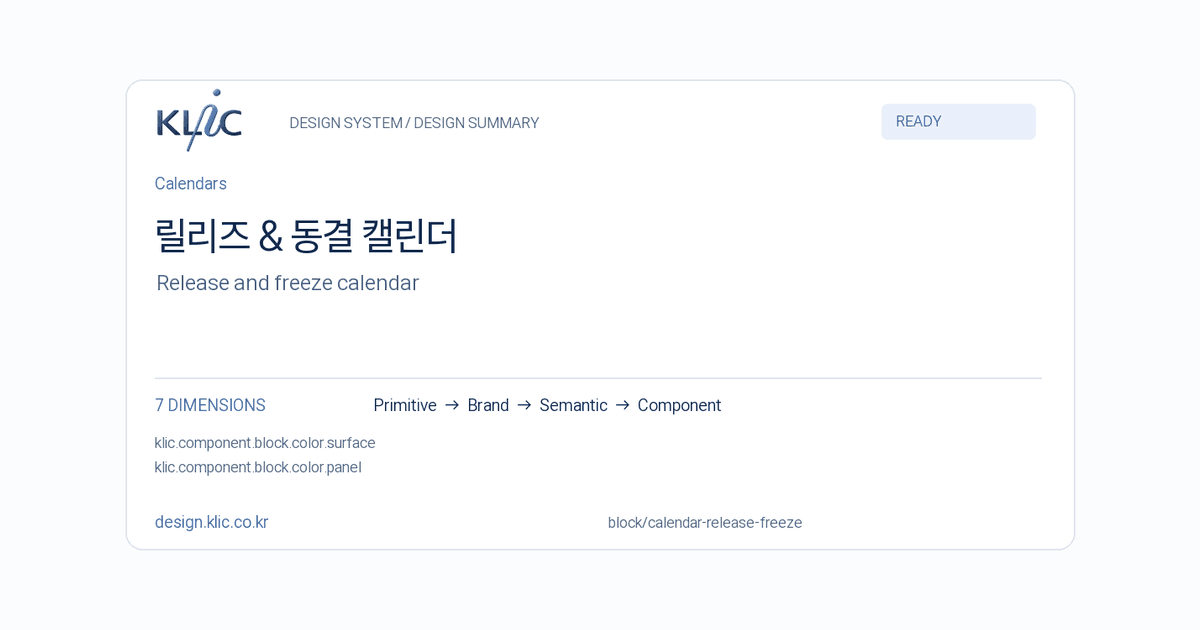 KLiC
DESIGN SYSTEM / DESIGN SUMMARY
READY
Calendars
릴리즈 & 동결 캘린더
Release and freeze calendar
7 DIMENSIONS
Primitive → Brand → Semantic → Component
klic.component.block.color.surface
klic.component.block.color.panel
design.klic.co.kr
block/calendar-release-freeze